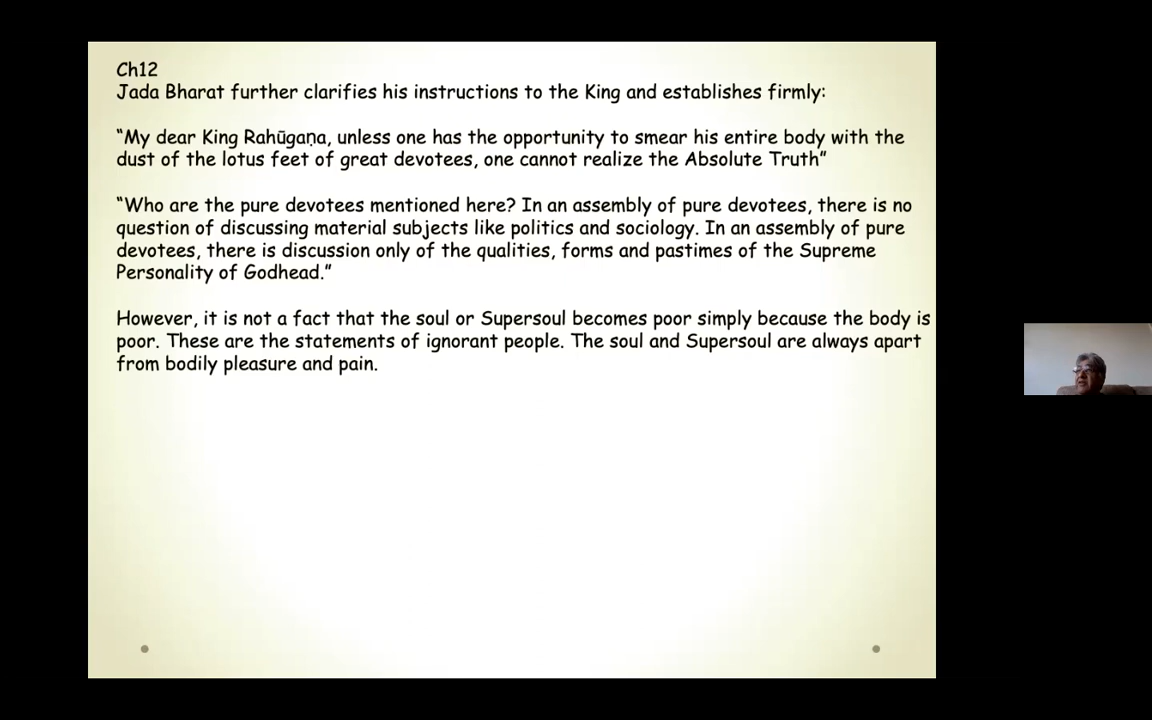 Ch12
Jada Bharat further clarifies his instructions to the King and establishes firmly:
“My dear King Rahūgaṇa, unless one has the opportunity to smear his entire body with the
dust of the lotus feet of great devotees, one cannot realize the Absolute Truth”
“Who are the pure devotees mentioned here? In an assembly of pure devotees, there is no
question of discussing material subjects like politics and sociology. In an assembly of pure
devotees, there is discussion only of the qualities, forms and pastimes of the Supreme
Personality of Godhead.”
However, it is not a fact that the soul or Supersoul becomes poor simply because the body is
poor. These are the statements of ignorant people. The soul and Supersoul are always apart
from bodily pleasure and pain.